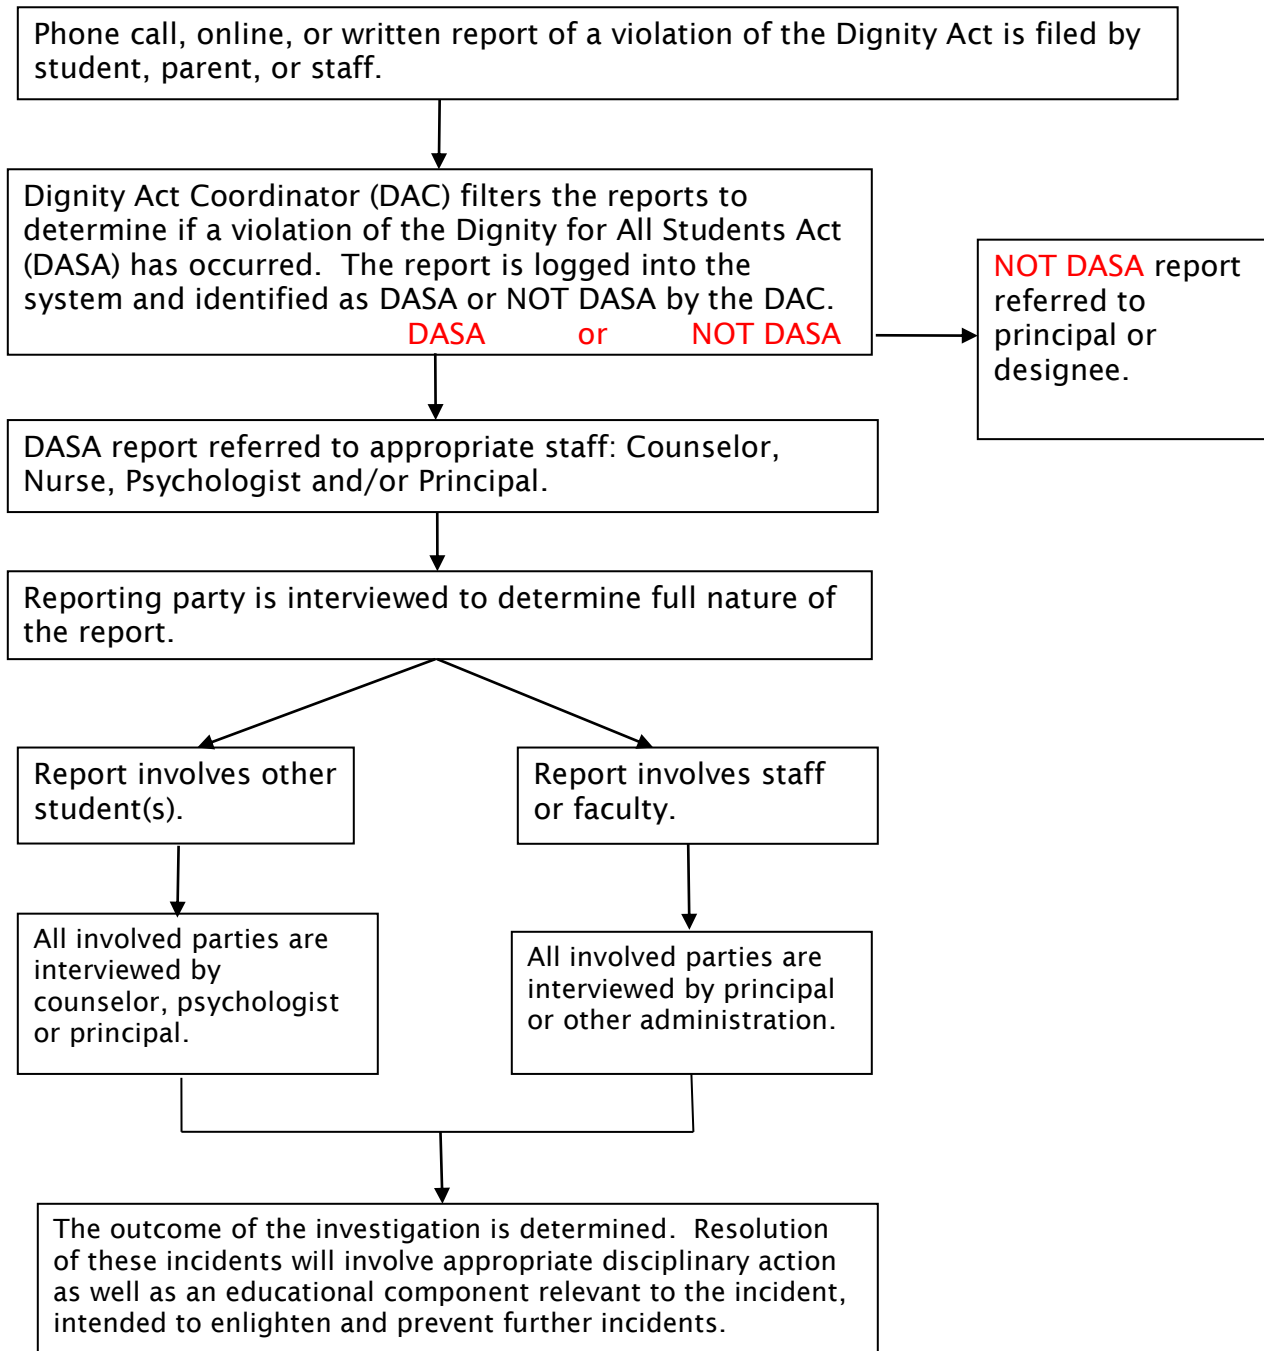 Phone call, online, or written report of a violation of the Dignity Act is filed by
student, parent, or staff.
Dignity Act Coordinator (DAC) filters the reports to
determine if a violation of the Dignity for All Students Act
(DASA) has occurred.  The report is logged into the
system and identified as DASA or NOT DASA by the DAC.
DASA or NOT DASA
NOT DASA report
referred to
principal or
designee.
DASA report referred to appropriate staff: Counselor,
Nurse, Psychologist and/or Principal.
Reporting party is interviewed to determine full nature of
the report.
Report involves other
student(s).
Report involves staff
or faculty.
All involved parties are
interviewed by
counselor, psychologist
or principal.
All involved parties are
interviewed by principal
or other administration.
The outcome of the investigation is determined.  Resolution
of these incidents will involve appropriate disciplinary action
as well as an educational component relevant to the incident,
intended to enlighten and prevent further incidents.